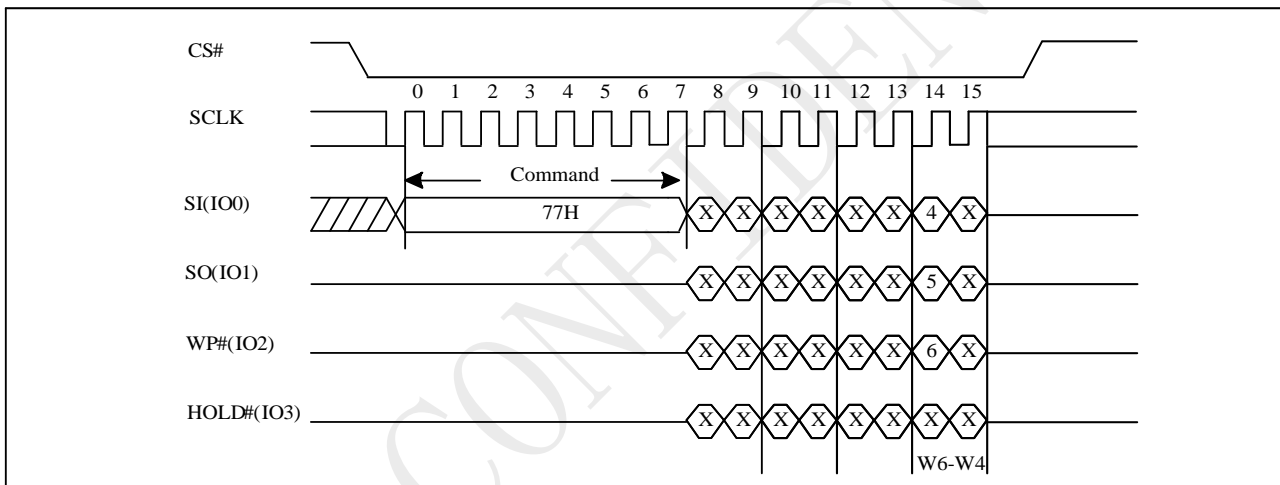 CS#
0 1 2 3 4 5 6 7 8 9 10 11 12 13 14 15
SCLK
Command
SI(IO0) 77H X X X X X X 4 X
SO(IO1) X X X X X X 5 X
WP#(IO2) X X X X X X 6 X
HOLD#(IO3) X X X X X X X X
W6-W4
CONFIDEN